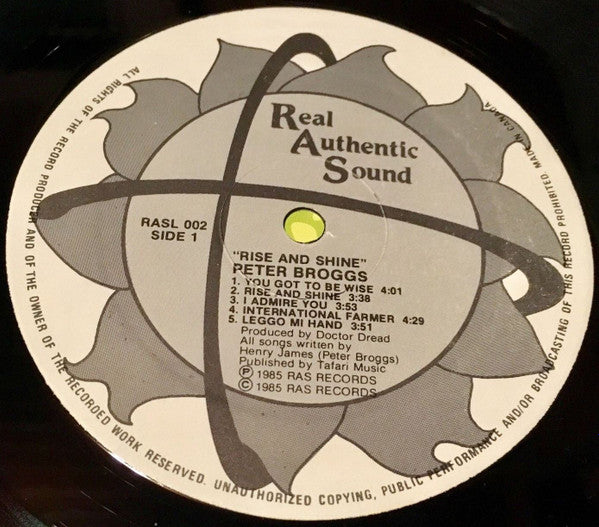 Real
Authentic
Sound
RASL 002
SIDE 1
"RISE AND SHINE"
PETER BROGGS
1. YOU GOT TO BE WISE 4:01
2. RISE AND SHINE 3:38
3. I ADMIRE YOU 3:53
4. INTERNATIONAL FARMER 4:29
5. LEGGO MI HAND 3:51
Produced by Doctor Dread
All songs written by
Henry James (Peter Broggs)
Published by Tafari Music
Ⓟ 1985 RAS RECORDS
© 1985 RAS RECORDS
ALL RIGHTS OF THE RECORD PRODUCER AND OF THE OWNER OF THE RECORDED WORK RESERVED. UNAUTHORIZED COPYING, PUBLIC PERFORMANCE AND/OR BROADCASTING OF THIS RECORD PROHIBITED MADE IN CANADA